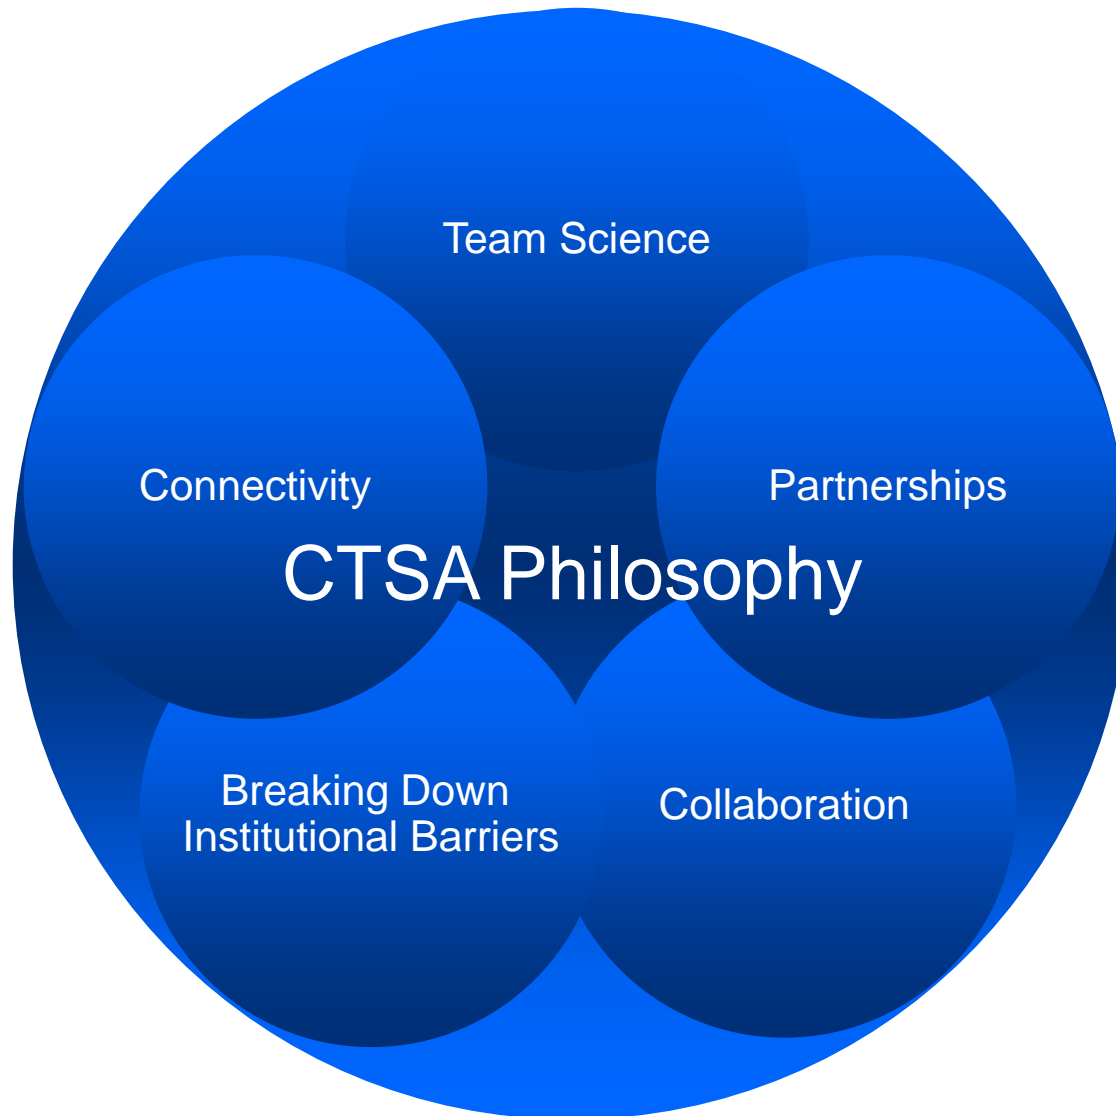 Team Science
Connectivity
Partnerships
CTSA Philosophy
Breaking Down
Institutional Barriers
Collaboration